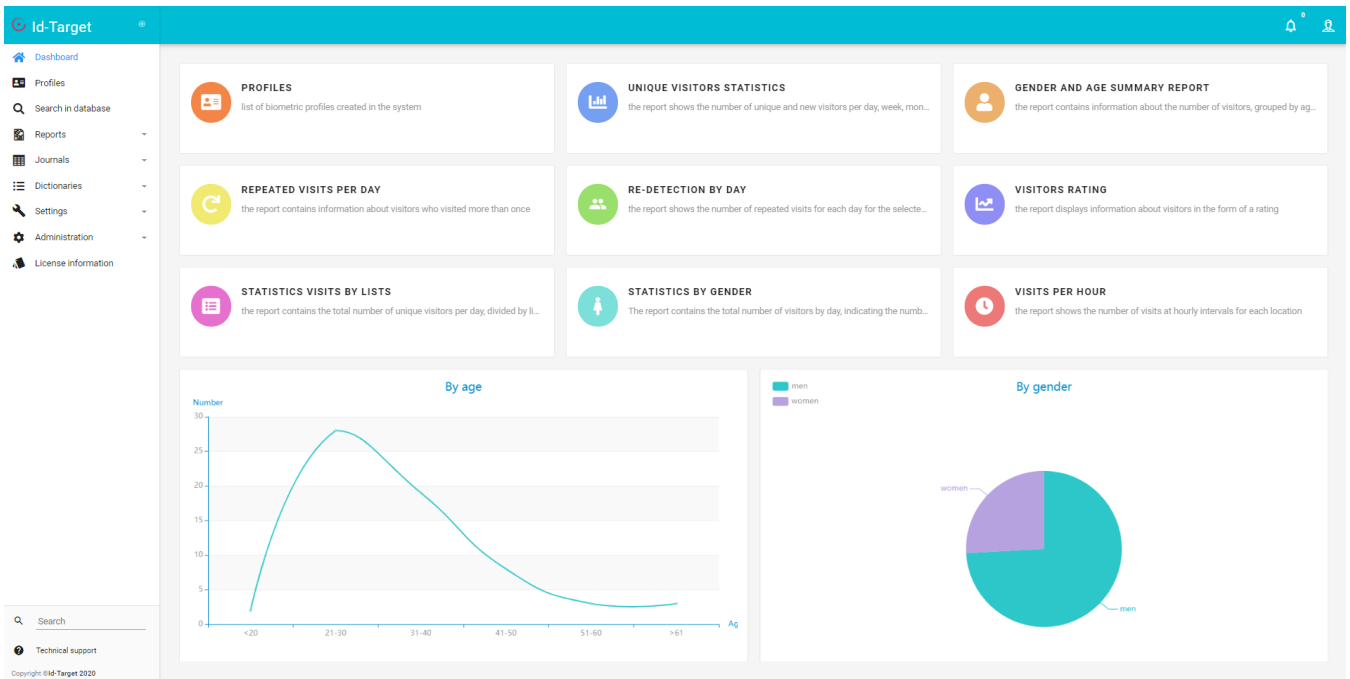 Id-Target
0
Dashboard
Profiles
Search in database
Reports
Journals
Dictionaries
Settings
Administration
License information
Search
Technical support
Copyright ©Id-Target 2020
PROFILES
list of biometric profiles created in the system
UNIQUE VISITORS STATISTICS
the report shows the number of unique and new visitors per day, week, mon...
GENDER AND AGE SUMMARY REPORT
the report contains information about the number of visitors, grouped by ag...
REPEATED VISITS PER DAY
the report contains information about visitors who visited more than once
RE-DETECTION BY DAY
the report shows the number of repeated visits for each day for the selecte...
VISITORS RATING
the report displays information about visitors in the form of a rating
STATISTICS VISITS BY LISTS
the report contains the total number of unique visitors per day, divided by li...
STATISTICS BY GENDER
The report contains the total number of visitors by day, indicating the numb...
VISITS PER HOUR
the report shows the number of visits at hourly intervals for each location
By age
Number
30
25
20
15
10
5
0
<20 21-30 31-40 41-50 51-60 >61
Ag
By gender
men
women
women
men